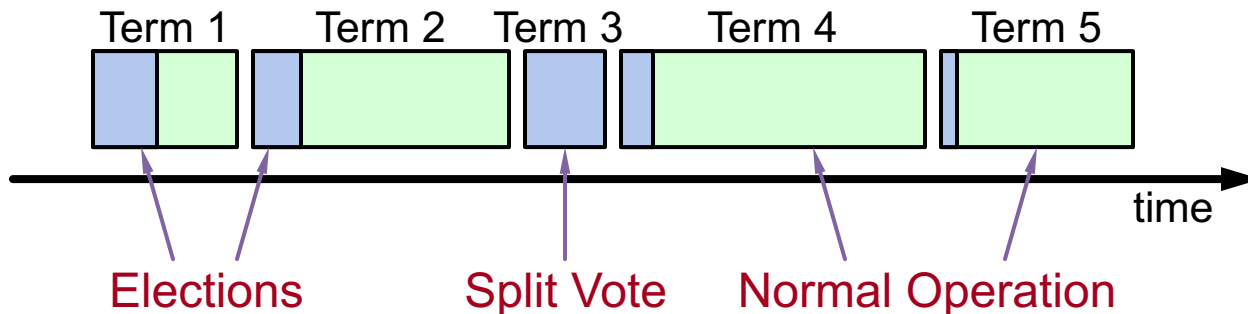 Term 1 Term 2 Term 3 Term 4 Term 5
time
Elections Split Vote Normal Operation